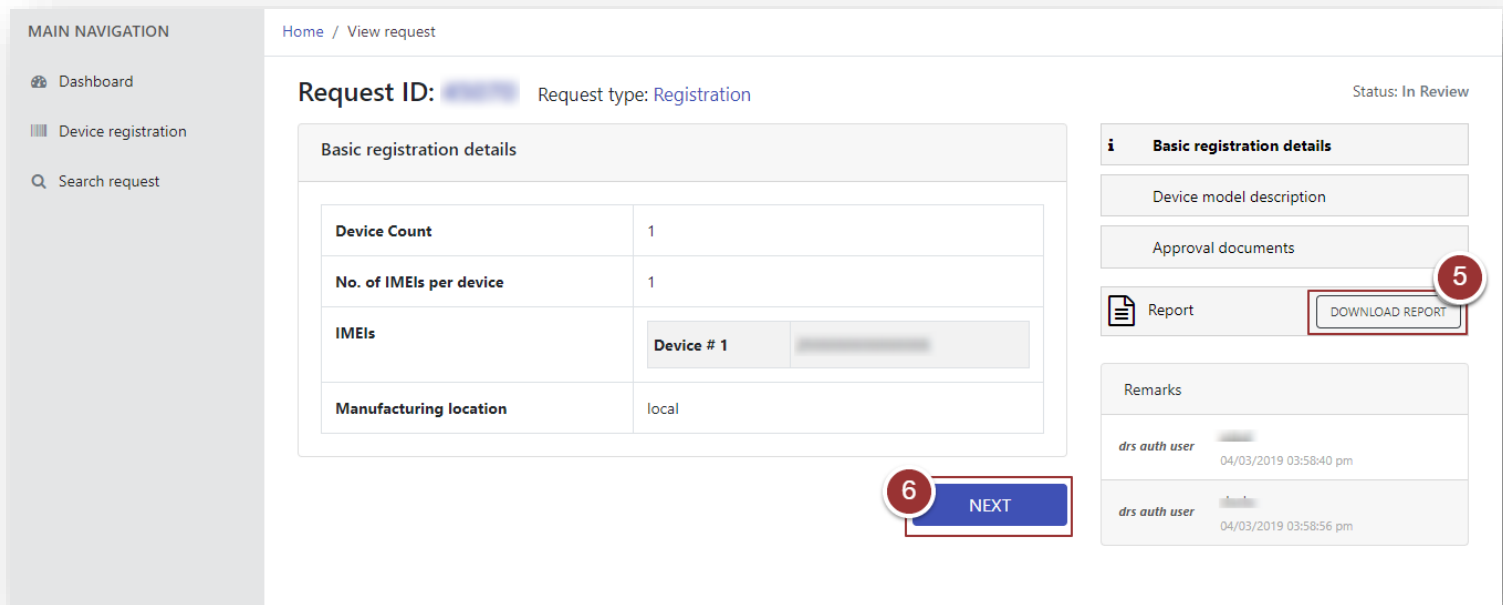 MAIN NAVIGATION
Dashboard
Device registration
Search request
Home / View request
Request ID: Request type: Registration
Status: In Review
Basic registration details
Device Count 1
No. of IMEIs per device 1
IMEIs Device # 1
Manufacturing location local
6
NEXT
Basic registration details
Device model description
Approval documents
5
Report DOWNLOAD REPORT
Remarks
drs auth user
04/03/2019 03:58:40 pm
drs auth user
04/03/2019 03:58:56 pm